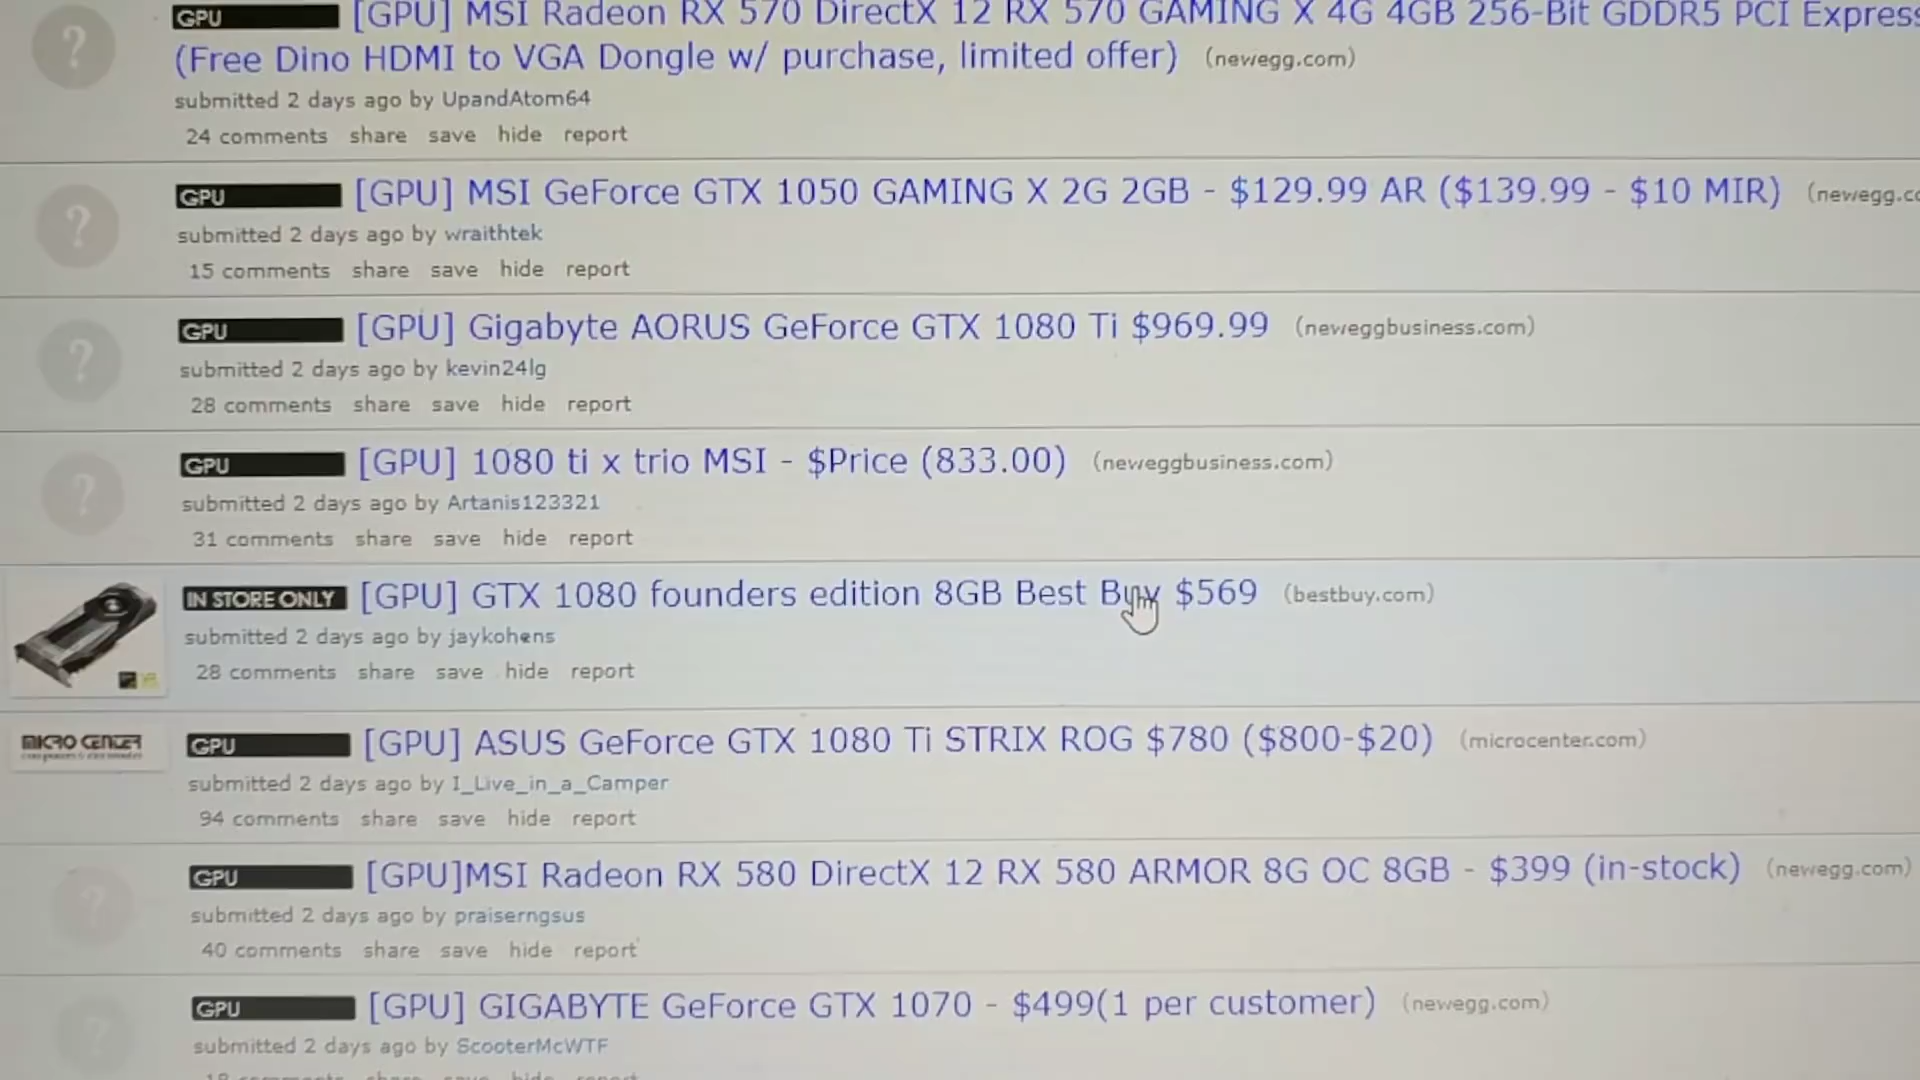 GPU [GPU] MSI Radeon RX 570 DirectX 12 RX 570 GAMING X 4G 4GB 256-Bit GDDR5 PCI Express
(Free Dino HDMI to VGA Dongle w/ purchase, limited offer) (newegg.com)
submitted 2 days ago by UpandAtom64
24 comments share save hide report
GPU [GPU] MSI GeForce GTX 1050 GAMING X 2G 2GB - $129.99 AR ($139.99 - $10 MIR) (newegg.co
submitted 2 days ago by wraithtek
15 comments share save hide report
GPU [GPU] Gigabyte AORUS GeForce GTX 1080 Ti $969.99 (neweggbusiness.com)
submitted 2 days ago by kevin24lg
28 comments share save hide report
GPU [GPU] 1080 ti x trio MSI - $Price (833.00) (neweggbusiness.com)
submitted 2 days ago by Artanis123321
31 comments share save hide report
IN STORE ONLY [GPU] GTX 1080 founders edition 8GB Best Buy $569 (bestbuy.com)
submitted 2 days ago by jaykohens
28 comments share save hide report
MICRO CENTER
GPU [GPU] ASUS GeForce GTX 1080 Ti STRIX ROG $780 ($800-$20) (microcenter.com)
submitted 2 days ago by I_Live_in_a_Camper
94 comments share save hide report
GPU [GPU]MSI Radeon RX 580 DirectX 12 RX 580 ARMOR 8G OC 8GB - $399 (in-stock) (newegg.com)
submitted 2 days ago by praiserngsus
40 comments share save hide report
GPU [GPU] GIGABYTE GeForce GTX 1070 - $499(1 per customer) (newegg.com)
submitted 2 days ago by ScooterMcWTF
comments share save hide report